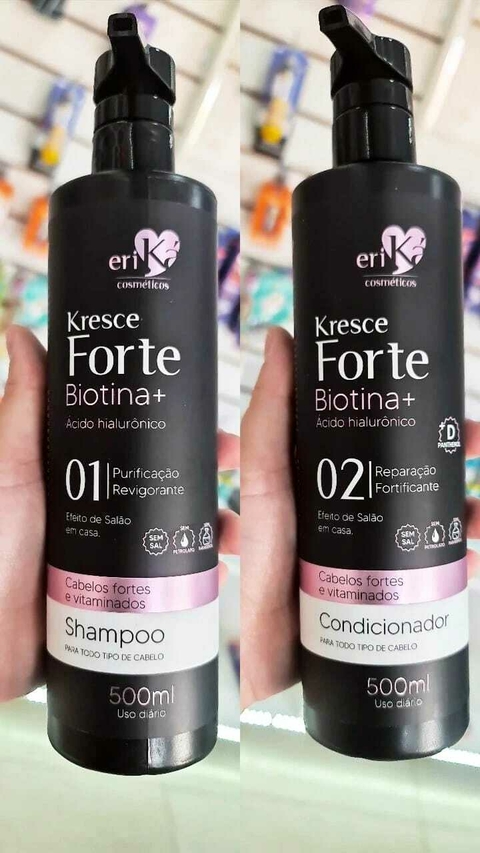 eriK
cosméticos
Kresce
Forte
Biotina+
Ácido hialurônico
01
Purificação
Revigorante
Efeito de Salão
em casa.
SEM
SAL
SEM
PETROLATO
Cabelos fortes
e vitaminados
Shampoo
PARA TODO TIPO DE CABELO
500ml
Uso diário
eriK
cosméticos
Kresce
Forte
Biotina+
Ácido hialurônico
+D
PANTHENOL
02
Reparação
Fortificante
Efeito de Salão
em casa.
SEM
SAL
SEM
PETROLATO
Cabelos fortes
e vitaminados
Condicionador
PARA TODO TIPO DE CABELO
500ml
Uso diário